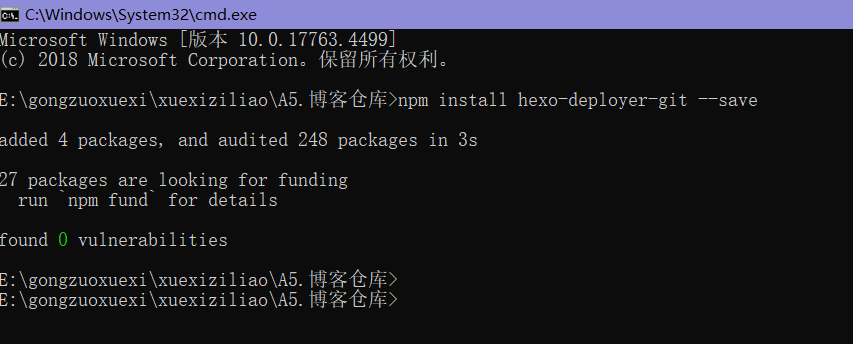 C:\Windows\System32\cmd.exe
Microsoft Windows [版本 10.0.17763.4499]
(c) 2018 Microsoft Corporation。保留所有权利。
E:\gongzuoxuexi\xuexiziliao\A5.博客仓库>npm install hexo-deployer-git --save
added 4 packages, and audited 248 packages in 3s
27 packages are looking for funding
  run `npm fund` for details
found 0 vulnerabilities
E:\gongzuoxuexi\xuexiziliao\A5.博客仓库>
E:\gongzuoxuexi\xuexiziliao\A5.博客仓库>